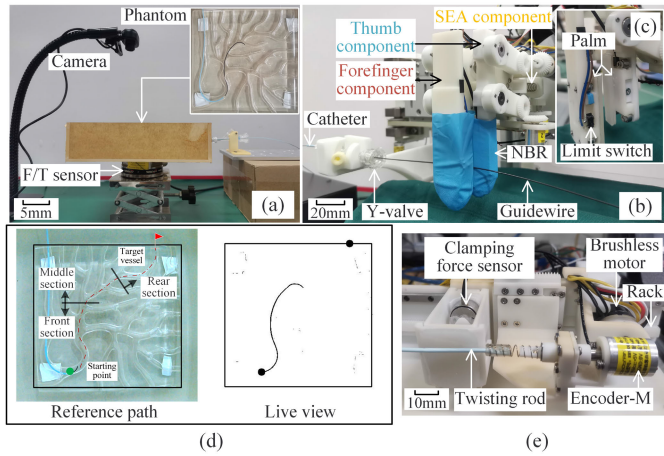 Phantom
Camera
F/T sensor
5mm
(a)
SEA component
Thumb
component
Forefinger
component
Catheter
NBR
20mm
Y-valve
Guidewire
(b)
(c)
Palm
Limit switch
Target
vessel
Middle
section
Rear
section
Front
section
Starting
point
Reference path
Live view
(d)
Clamping
force sensor
Brushless
motor
Rack
10mm
Twisting rod
Encoder-M
(e)